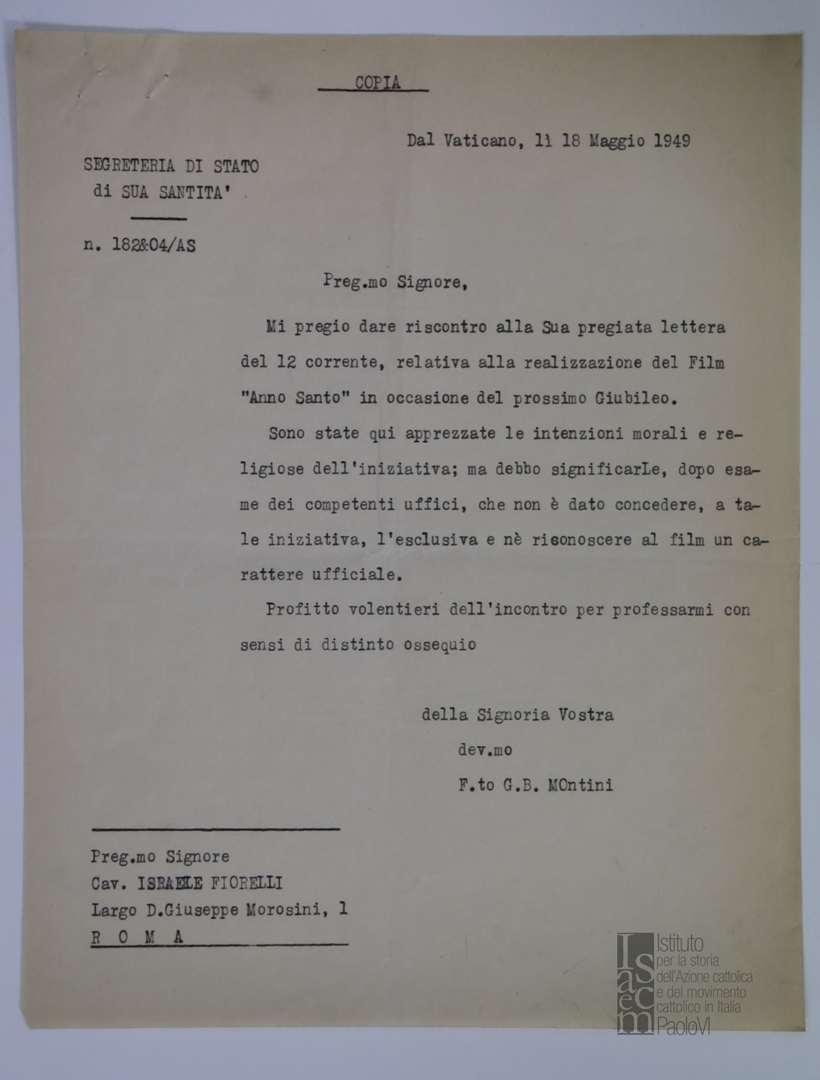 COPIA
Dal Vaticano, lì 18 Maggio 1949
SEGRETERIA DI STATO
di SUA SANTITA'
n. 182&04/AS
Preg.mo Signore,
Mi pregio dare riscontro alla Sua pregiata lettera
del 12 corrente, relativa alla realizzazione del Film
"Anno Santo" in occasione del prossimo Giubileo.
Sono state qui apprezzate le intenzioni morali e re-
ligiose dell'iniziativa; ma debbo significarLe, dopo esa-
me dei competenti uffici, che non è dato concedere, a ta-
le iniziativa, l'esclusiva e nè riconoscere al film un ca-
rattere ufficiale.
Profitto volentieri dell'incontro per professarmi con
sensi di distinto ossequio
della Signoria Vostra
dev.mo
F.to G.B. MOntini
Preg.mo Signore
Cav. ISRAELE FIORELLI
Largo D.Giuseppe Morosini, 1
R O M A
Isacem
Istituto
per la storia
dell'Azione cattolica
e del movimento
cattolico in Italia
PaoloVI